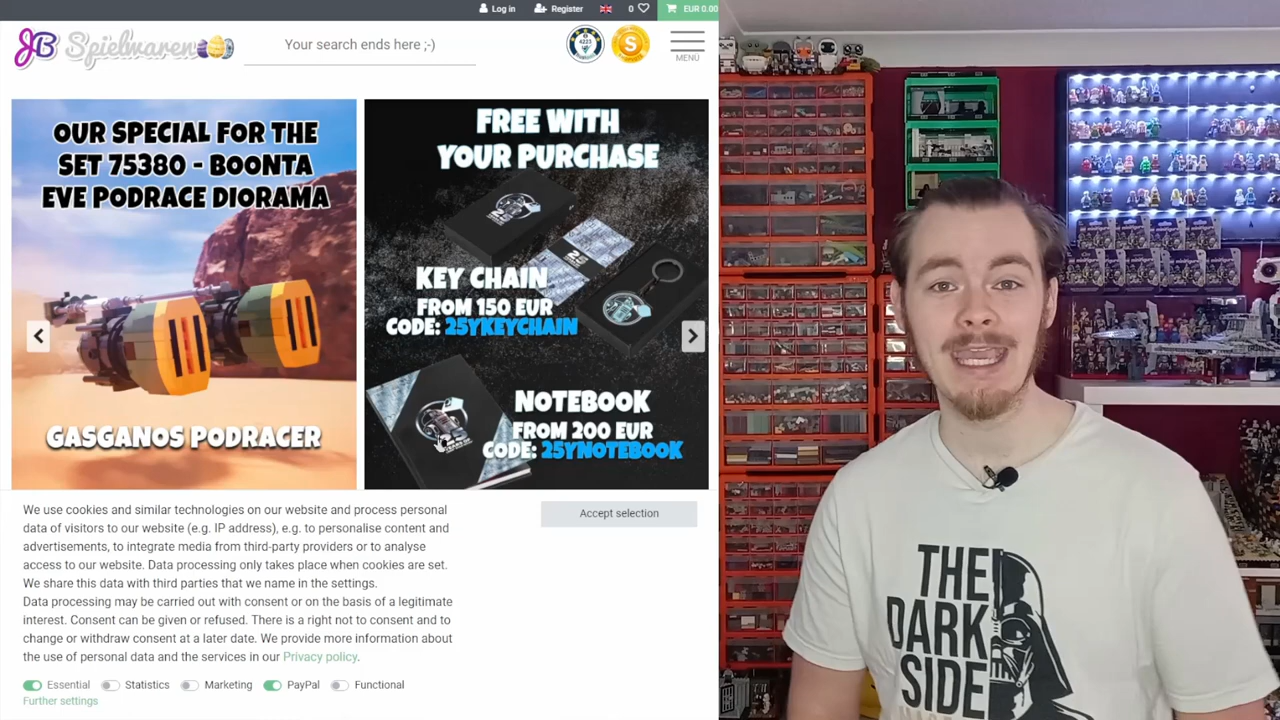 Log in
Register
0
EUR 0.00
JB Spielwaren
Your search ends here ;-)
4223
S
MENÜ
OUR SPECIAL FOR THE
SET 75380 - BOONTA
EVE PODRACE DIORAMA
GASGANOS PODRACER
FREE WITH
YOUR PURCHASE
KEY CHAIN
FROM 150 EUR
CODE: 25YKEYCHAIN
NOTEBOOK
FROM 200 EUR
CODE: 25YNOTEBOOK
We use cookies and similar technologies on our website and process personal
data of visitors to our website (e.g. IP address), e.g. to personalise content and
advertisements, to integrate media from third-party providers or to analyse
access to our website. Data processing only takes place when cookies are set.
We share this data with third parties that we name in the settings.
Data processing may be carried out with consent or on the basis of a legitimate
interest. Consent can be given or refused. There is a right not to consent and to
change or withdraw consent at a later date. We provide more information about
the use of personal data and the services in our Privacy policy.
Accept selection
Essential
Statistics
Marketing
PayPal
Functional
Further settings
THE
DARK
SIDE